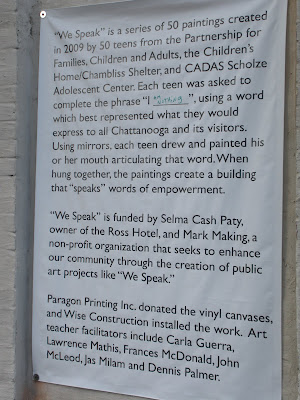 "We Speak" is a series of 50 paintings created
in 2009 by 50 teens from the Partnership for
Families, Children and Adults, the Children's
Home/Chambliss Shelter, and CADAS Scholze
Adolescent Center. Each teen was asked to
complete the phrase "I", using a word
which best represented what they would
express to all Chattanooga and its visitors.
Using mirrors, each teen drew and painted his
or her mouth articulating that word. When
hung together, the paintings create a building
that "speaks" words of empowerment.
"We Speak" is funded by Selma Cash Paty,
owner of the Ross Hotel, and Mark Making, a
non-profit organization that seeks to enhance
our community through the creation of public
art projects like "We Speak."
Paragon Printing Inc. donated the vinyl canvases,
and Wise Construction installed the work. Art
teacher facilitators include Carla Guerra,
Lawrence Mathis, Frances McDonald, John
McLeod, Jas Milam and Dennis Palmer.